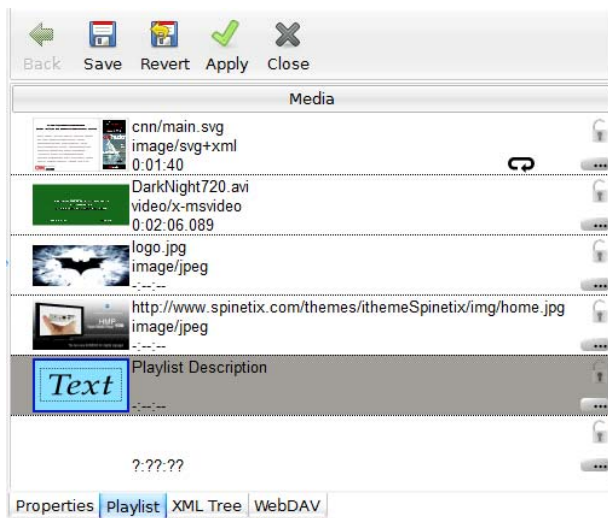 Back Save Revert Apply Close
Media
cnn/main.svg
image/svg+xml
0:01:40
DarkNight720.avi
video/x-msvideo
0:02:06.089
logo.jpg
image/jpeg
-:--:--
http://www.spinetix.com/themes/ithemeSpinetix/img/home.jpg
image/jpeg
-:--:--
HMP
Text
Playlist Description
-:--:--
?:??:??
Properties Playlist XML Tree WebDAV